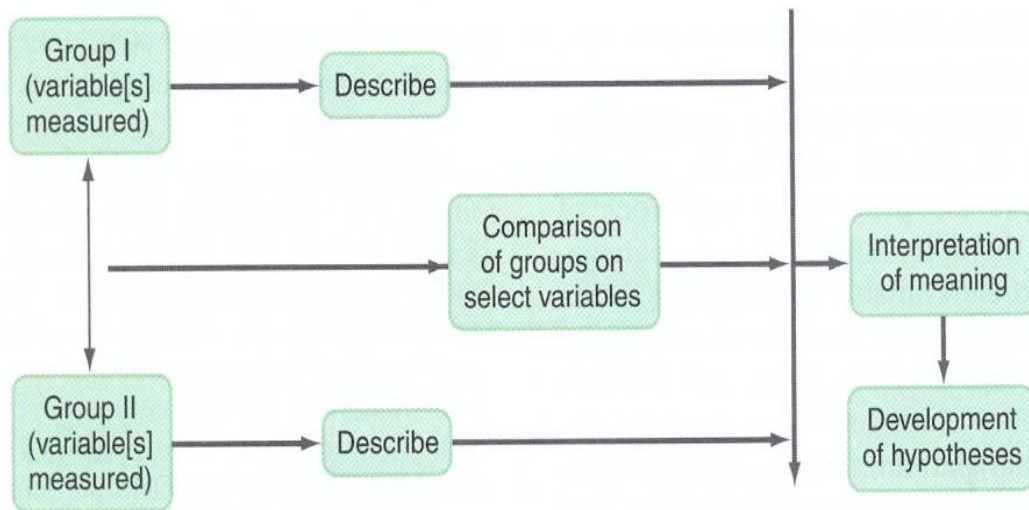 Group I
(variable[s]
measured)
Describe
Comparison
of groups on
select variables
Interpretation
of meaning
Group II
(variable[s]
measured)
Describe
Development
of hypotheses